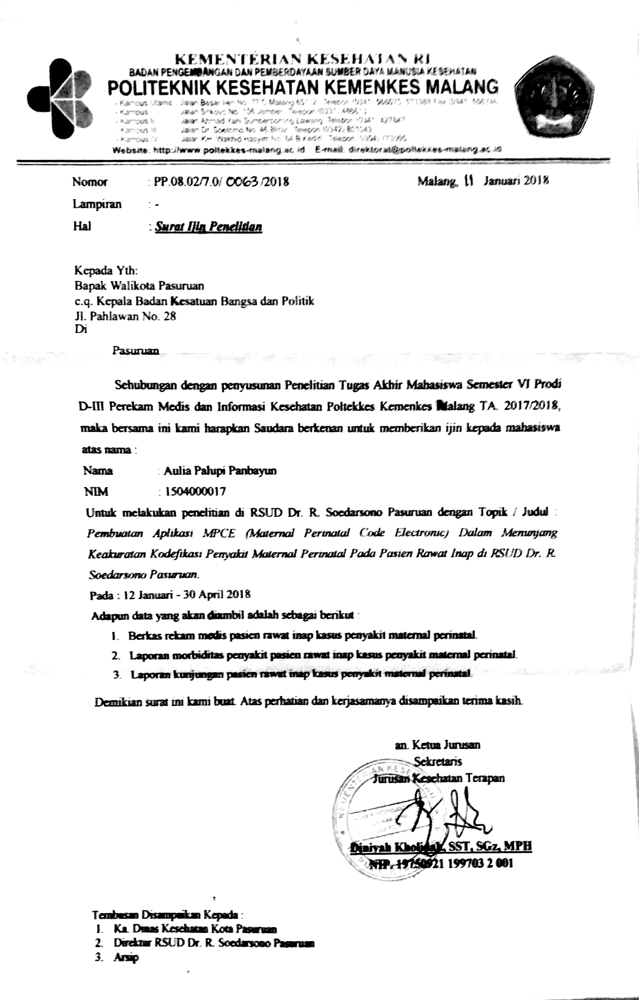 KEMENTERIAN KESEHATAN RI
BADAN PENGEMBANGAN DAN PEMBERDAYAAN SUMBER DAYA MANUSIA KESEHATAN
POLITEKNIK KESEHATAN KEMENKES MALANG
- Kampus Utama : Jalan Besar Ijen No. 77 C Malang 65112 Telepon (0341) 566075, 571388 Fax (0341)
- Kampus I : Jalan Srikoyo No. 106 Jember Telepon (0331)
- Kampus II : Jalan Ahmad Yani Sumberporong Lawang Telepon (0341) 427847
- Kampus III : Jalan Dr. Soetomo No. 46 Blitar Telepon (0342) 801043
- Kampus IV : Jalan KH Wakhid Hasyim No. 64 B Kediri Telepon (0354) 773095
Website: http://www.poltekkes-malang.ac.id E-mail: direktorat@poltekkes-malang.ac.id
Nomor : PP.08.02/7.0/ 0063 /2018 Malang, 11 Januari 2018
Lampiran : -
Hal : Surat Ijin Penelitian
Kepada Yth:
Bapak Walikota Pasuruan
c.q. Kepala Badan Kesatuan Bangsa dan Politik
Jl. Pahlawan No. 28
Di
Pasuruan
Sehubungan dengan penyusunan Penelitian Tugas Akhir Mahasiswa Semester VI Prodi
D-III Perekam Medis dan Informasi Kesehatan Poltekkes Kemenkes Malang TA. 2017/2018,
maka bersama ini kami harapkan Saudara berkenan untuk memberikan ijin kepada mahasiswa
atas nama :
Nama : Aulia Palupi Panbayun
NIM : 1504000017
Untuk melakukan penelitian di RSUD Dr. R. Soedarsono Pasuruan dengan Topik / Judul :
Pembuatan Aplikasi MPCE (Maternal Perinatal Code Electronic) Dalam Menunjang
Keakuratan Kodefikasi Penyakit Maternal Perinatal Pada Pasien Rawat Inap di RSUD Dr. R.
Soedarsono Pasuruan.
Pada : 12 Januari - 30 April 2018
Adapun data yang akan diambil adalah sebagai berikut :
1. Berkas rekam medis pasien rawat inap kasus penyakit maternal perinatal.
2. Laporan morbiditas penyakit pasien rawat inap kasus penyakit maternal perinatal.
3. Laporan kunjungan pasien rawat inap kasus penyakit maternal perinatal.
Demikian surat ini kami buat. Atas perhatian dan kerjasamanya disampaikan terima kasih.
an. Ketua Jurusan
Sekretaris
Jurusan Kesehatan Terapan
Diniyah Kholidah, SST, SGz, MPH
NIP. 19750921 199703 2 001
Tembusan Disampaikan Kepada :
1. Ka. Dinas Kesehatan Kota Pasuruan
2. Direktur RSUD Dr. R. Soedarsono Pasuruan
3. Arsip